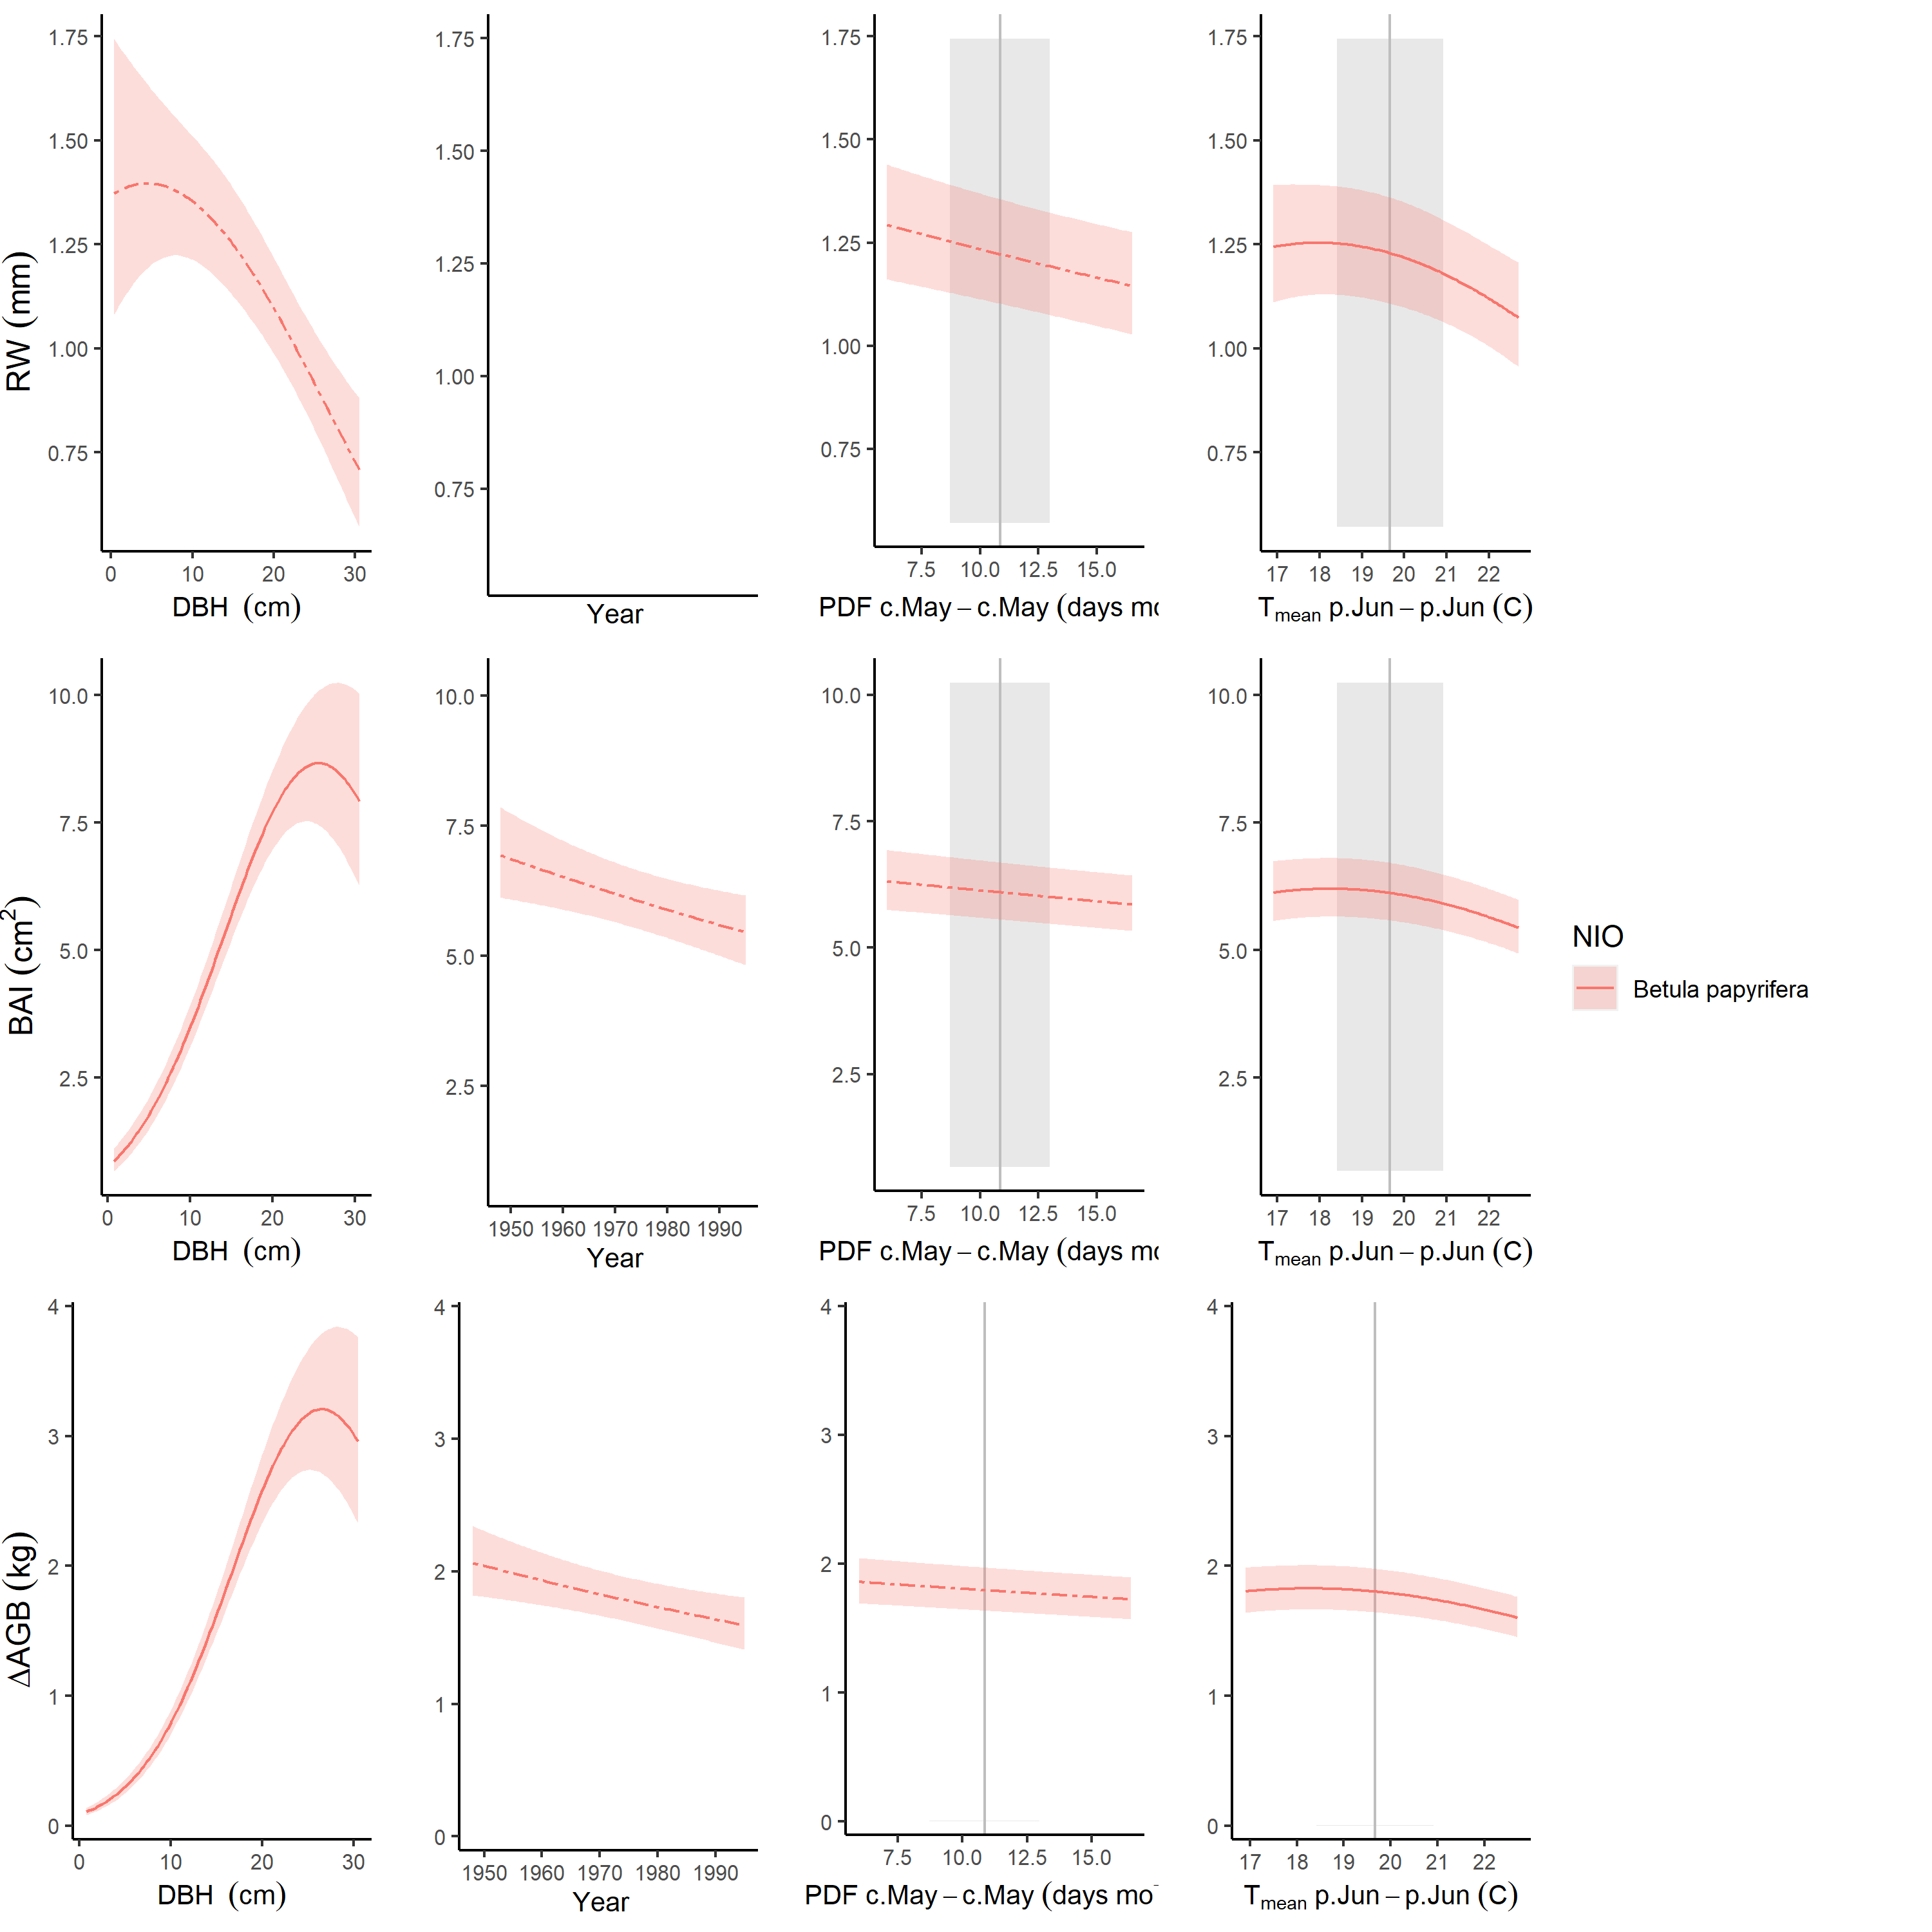 RW (mm)
1.75
1.50
1.25
1.00
0.75
0 10 20 30
DBH (cm)
1.75
1.50
1.25
1.00
0.75
Year
1.75
1.50
1.25
1.00
0.75
7.5 10.0 12.5 15.0
PDF c.May – c.May (days mo
1.75
1.50
1.25
1.00
0.75
17 18 19 20 21 22
Tmean p.Jun – p.Jun (C)
BAI (cm²)
10.0
7.5
5.0
2.5
0 10 20 30
DBH (cm)
10.0
7.5
5.0
2.5
1950 1960 1970 1980 1990
Year
10.0
7.5
5.0
2.5
7.5 10.0 12.5 15.0
PDF c.May – c.May (days mo
10.0
7.5
5.0
2.5
17 18 19 20 21 22
Tmean p.Jun – p.Jun (C)
NIO
Betula papyrifera
ΔAGB (kg)
4
3
2
1
0
0 10 20 30
DBH (cm)
4
3
2
1
0
1950 1960 1970 1980 1990
Year
4
3
2
1
0
7.5 10.0 12.5 15.0
PDF c.May – c.May (days mo
4
3
2
1
0
17 18 19 20 21 22
Tmean p.Jun – p.Jun (C)